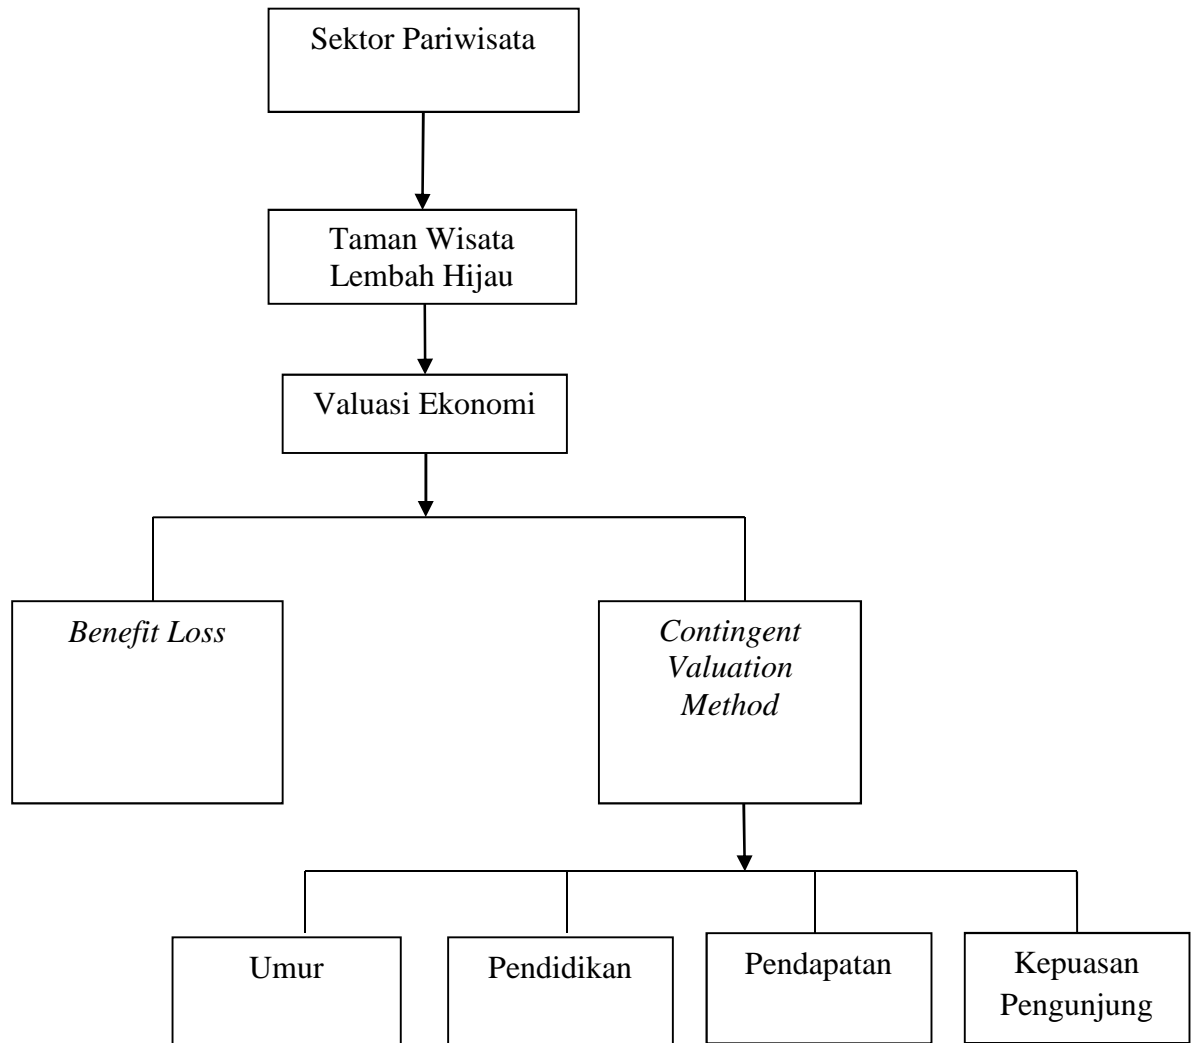 Sektor Pariwisata
Taman Wisata
Lembah Hijau
Valuasi Ekonomi
Benefit Loss
Contingent
Valuation
Method
Umur
Pendidikan
Pendapatan
Kepuasan
Pengunjung